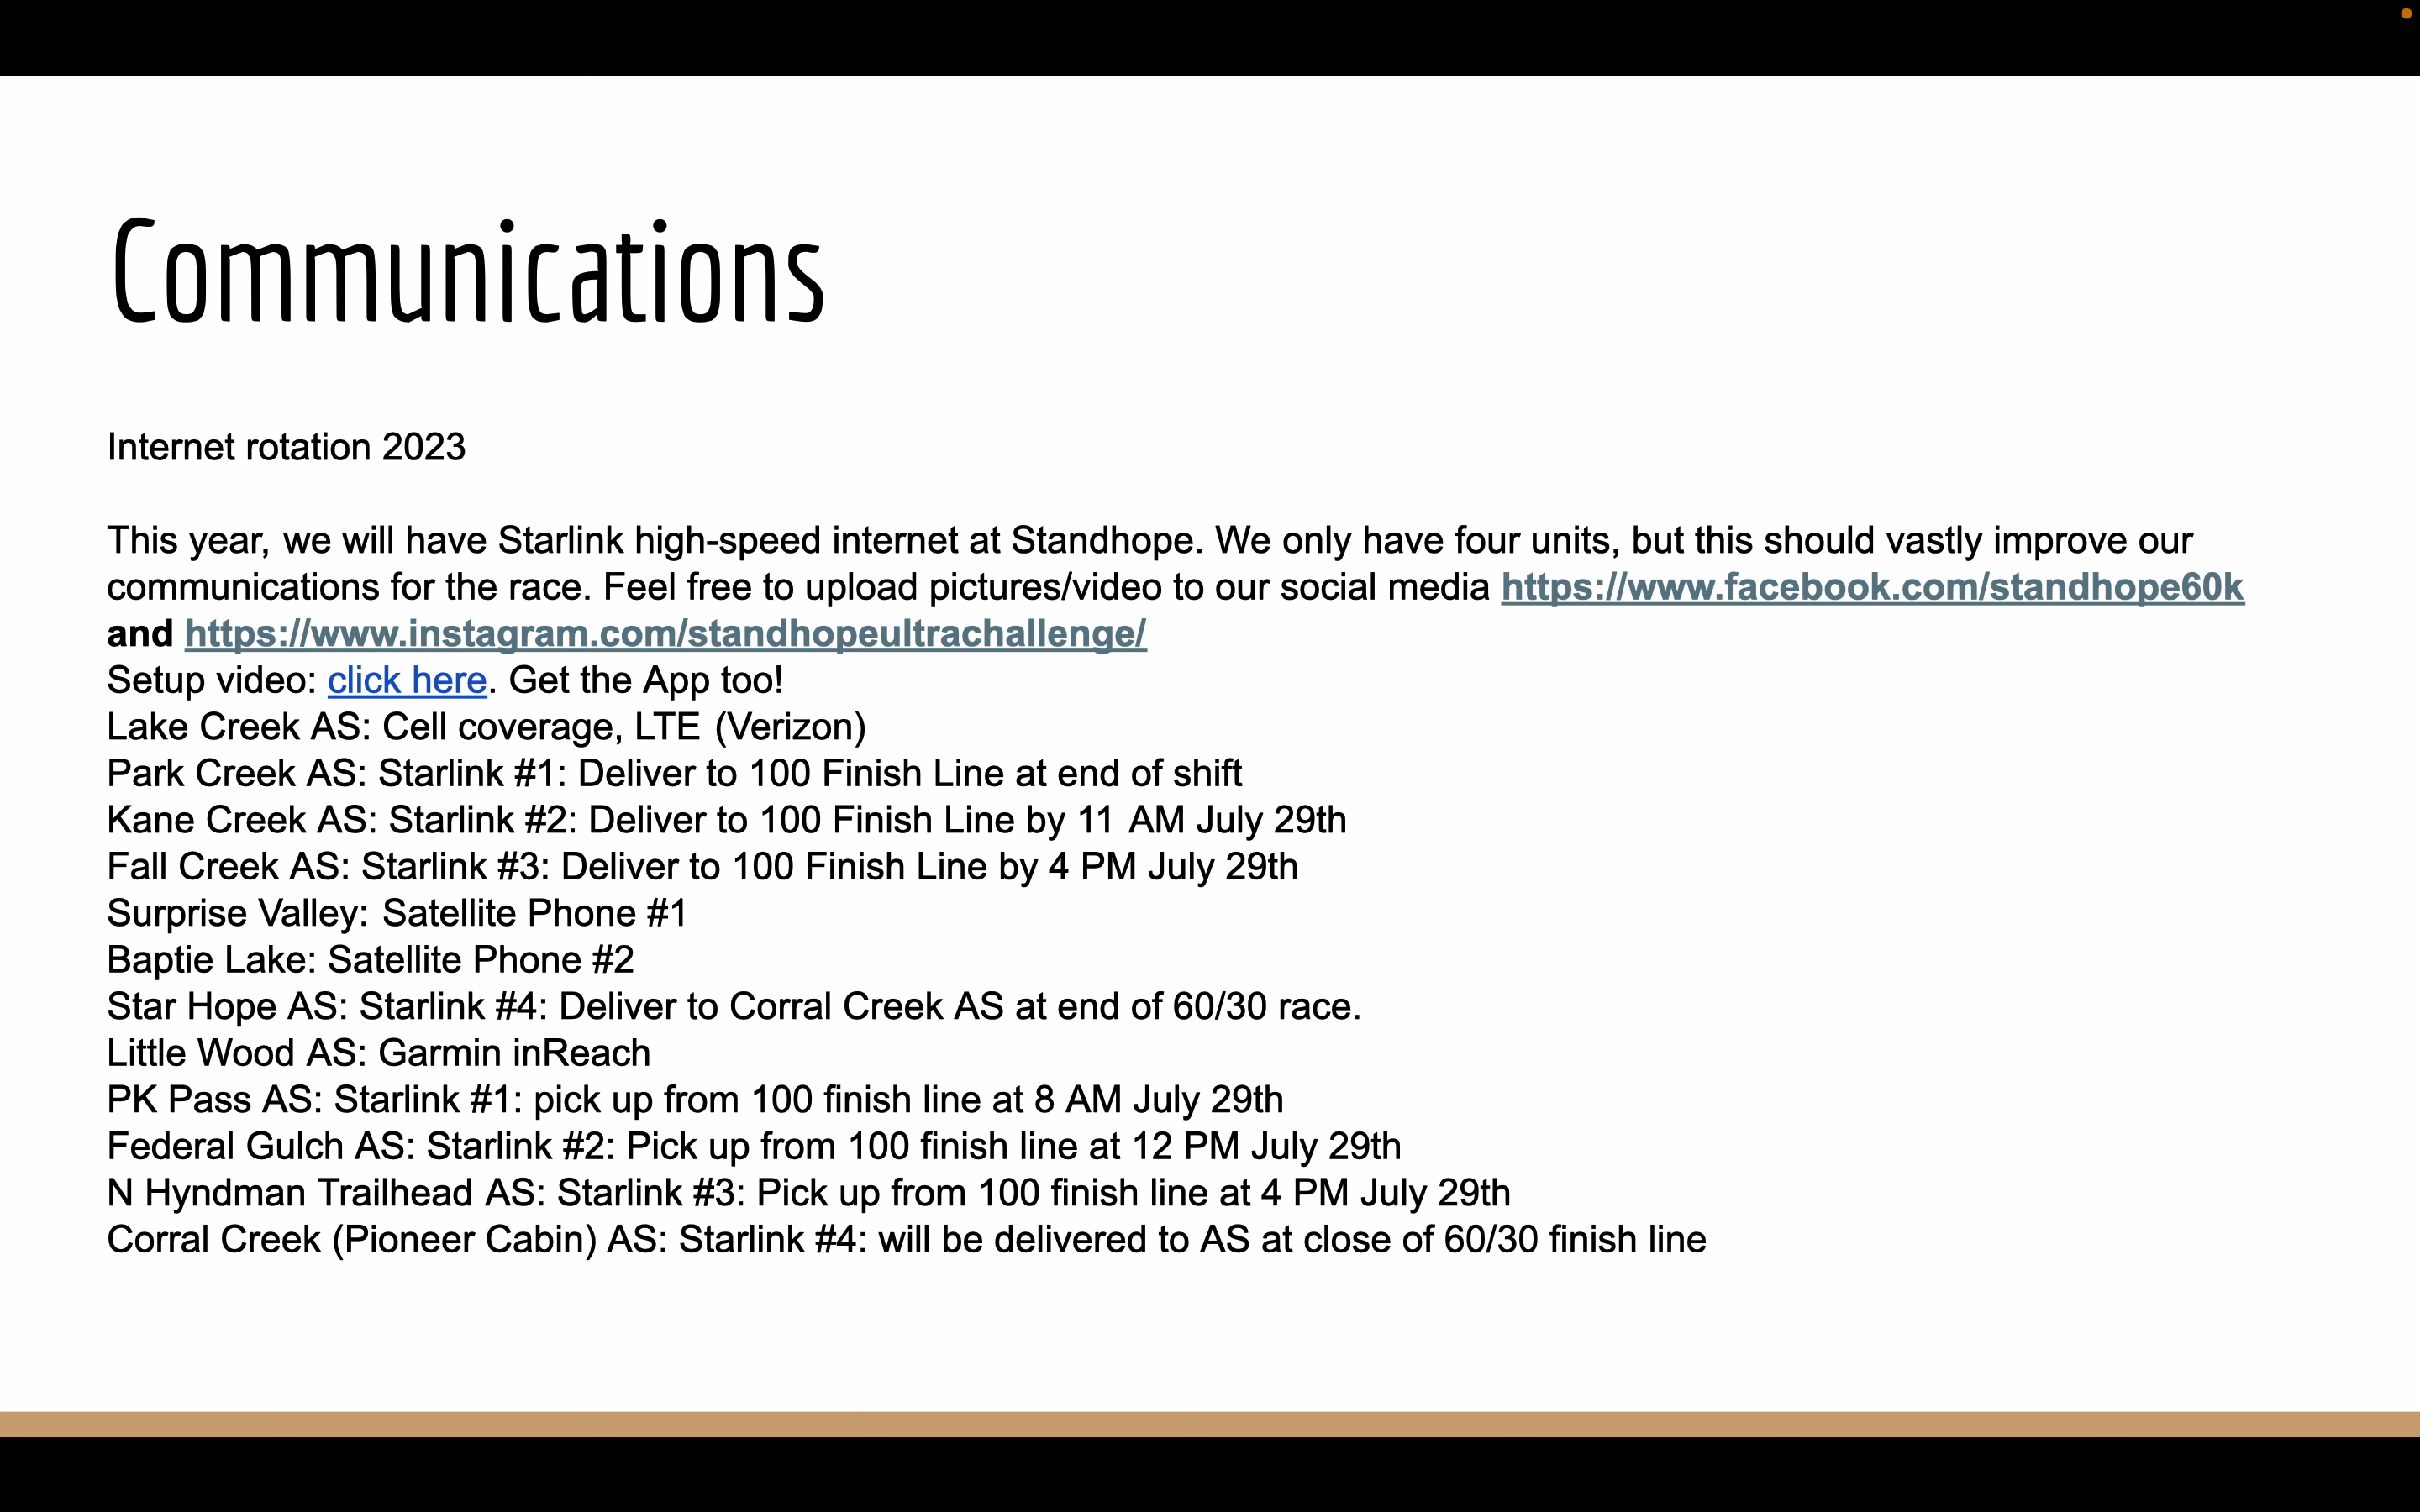 Communications
Internet rotation 2023
This year, we will have Starlink high-speed internet at Standhope. We only have four units, but this should vastly improve our
communications for the race. Feel free to upload pictures/video to our social media https://www.facebook.com/standhope60k
and https://www.instagram.com/standhopeultrachallenge/
Setup video: click here. Get the App too!
Lake Creek AS: Cell coverage, LTE (Verizon)
Park Creek AS: Starlink #1: Deliver to 100 Finish Line at end of shift
Kane Creek AS: Starlink #2: Deliver to 100 Finish Line by 11 AM July 29th
Fall Creek AS: Starlink #3: Deliver to 100 Finish Line by 4 PM July 29th
Surprise Valley: Satellite Phone #1
Baptie Lake: Satellite Phone #2
Star Hope AS: Starlink #4: Deliver to Corral Creek AS at end of 60/30 race.
Little Wood AS: Garmin inReach
PK Pass AS: Starlink #1: pick up from 100 finish line at 8 AM July 29th
Federal Gulch AS: Starlink #2: Pick up from 100 finish line at 12 PM July 29th
N Hyndman Trailhead AS: Starlink #3: Pick up from 100 finish line at 4 PM July 29th
Corral Creek (Pioneer Cabin) AS: Starlink #4: will be delivered to AS at close of 60/30 finish line